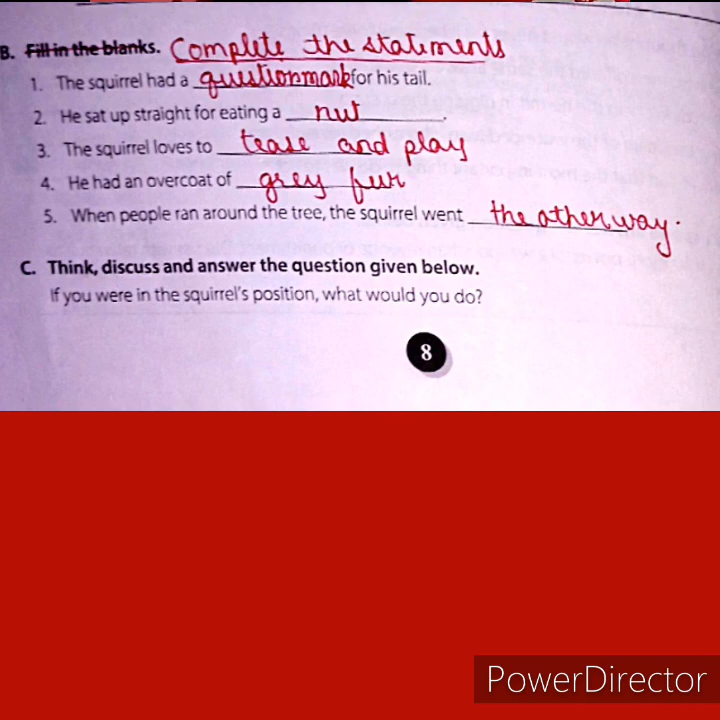 B. Fill in the blanks. Complete the statements
1. The squirrel had a questionmark for his tail.
2. He sat up straight for eating a nut.
3. The squirrel loves to tease and play
4. He had an overcoat of grey fur
5. When people ran around the tree, the squirrel went the other way.
C. Think, discuss and answer the question given below.
If you were in the squirrel's position, what would you do?
8
PowerDirector